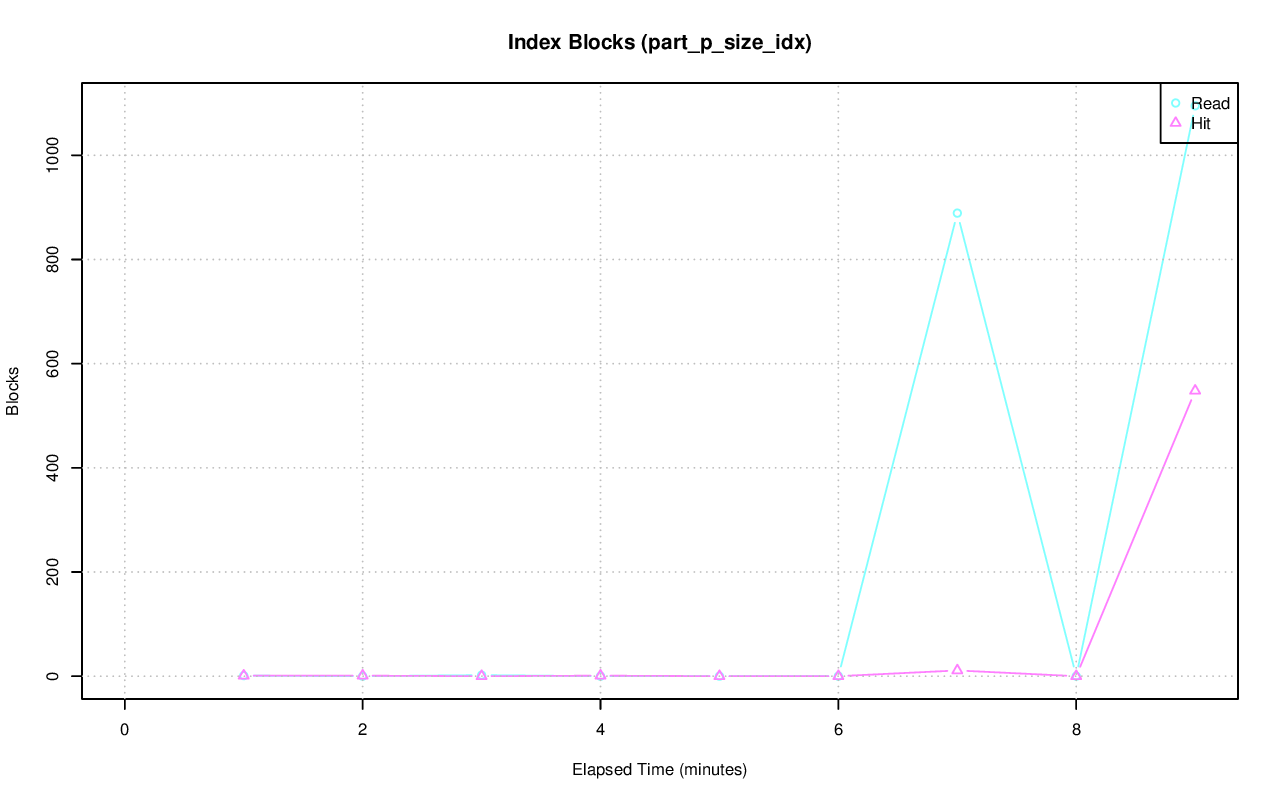 Index Blocks (part_p_size_idx)
Read
Hit
1000
800
600
400
200
0
Blocks
0 2 4 6 8
Elapsed Time (minutes)